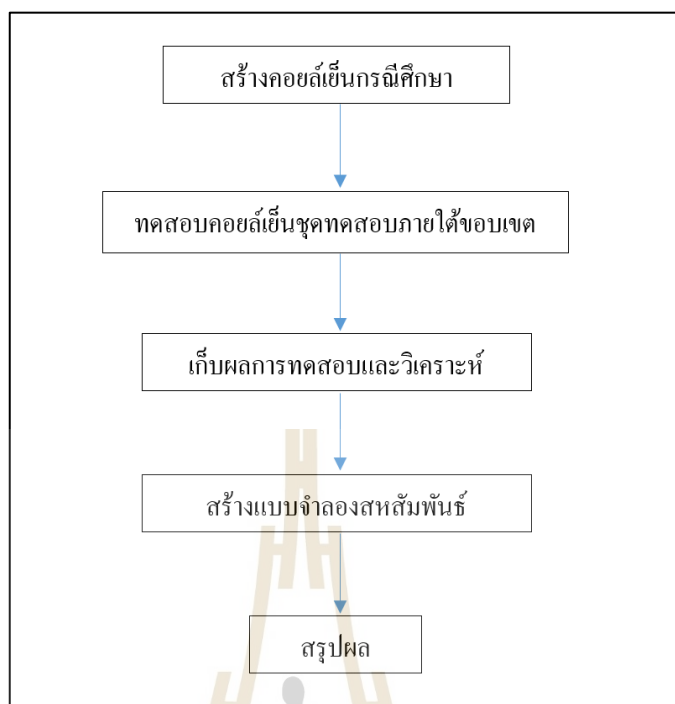 สร้างคอยล์เย็นกรณีศึกษา
ทดสอบคอยล์เย็นชุดทดสอบภายใต้ขอบเขต
เก็บผลการทดสอบและวิเคราะห์
สร้างแบบจำลองสหสัมพันธ์
สรุปผล